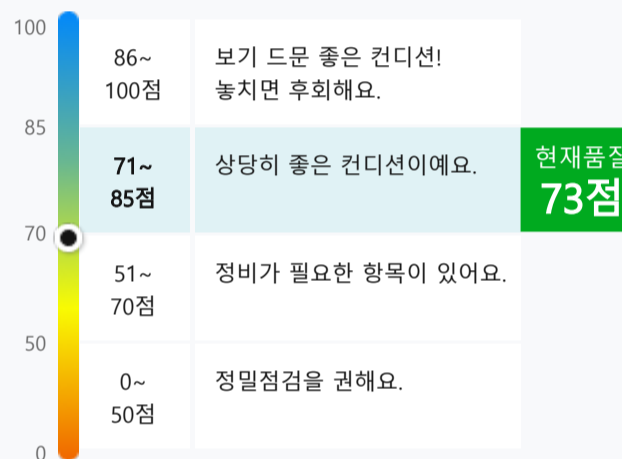 100
86~
100점
보기 드문 좋은 컨디션!
놓치면 후회해요.
85
71~
85점
상당히 좋은 컨디션이예요.
현재품질
73점
70
51~
70점
정비가 필요한 항목이 있어요.
50
0~
50점
정밀점검을 권해요.
0